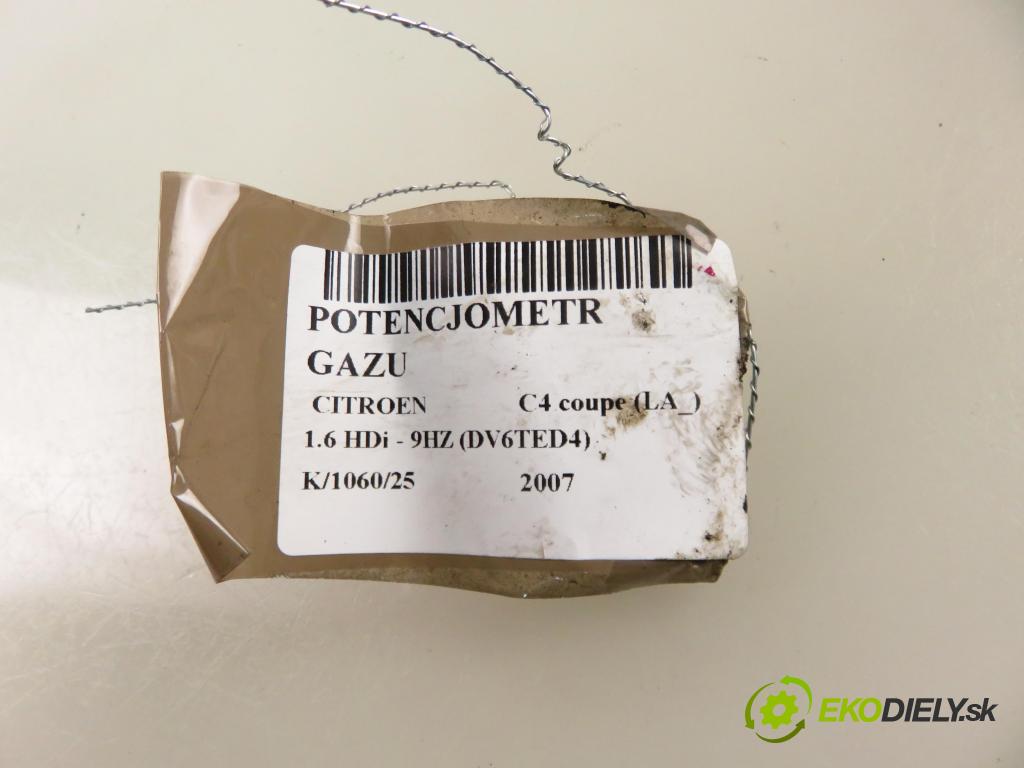 POTENCJOMETR
GAZU
CITROEN C4 coupe (LA_)
1.6 HDi - 9HZ (DV6TED4)
K/1060/25 2007
EKODIELY.sk